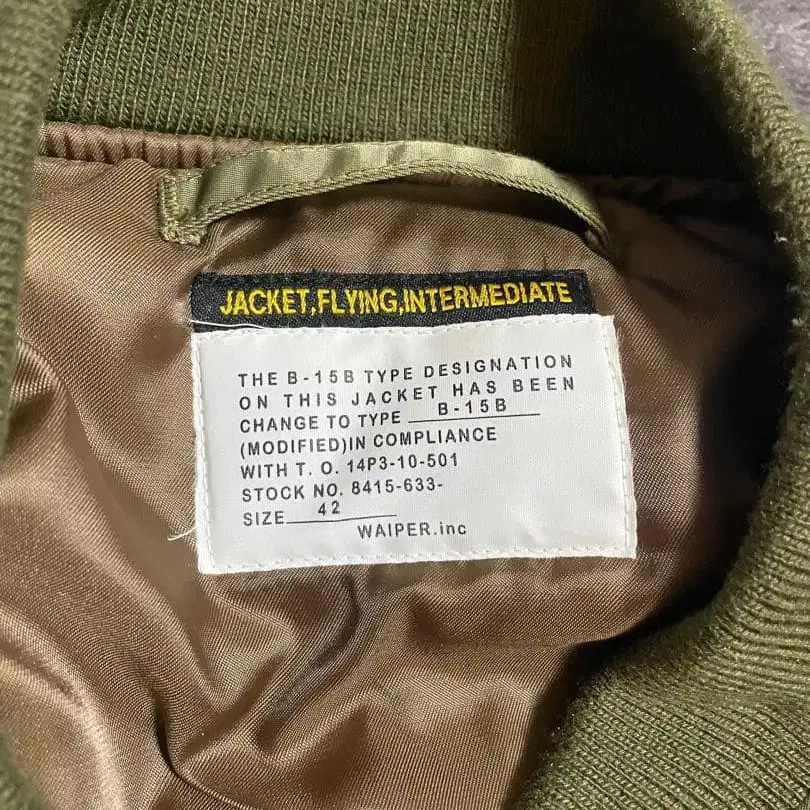 JACKET,FLYING,INTERMEDIATE
THE B-15B TYPE DESIGNATION
ON THIS JACKET HAS BEEN
CHANGE TO TYPE B-15B
(MODIFIED)IN COMPLIANCE
WITH T. O. 14P3-10-501
STOCK NO. 8415-633-
SIZE 42
WAIPER.inc